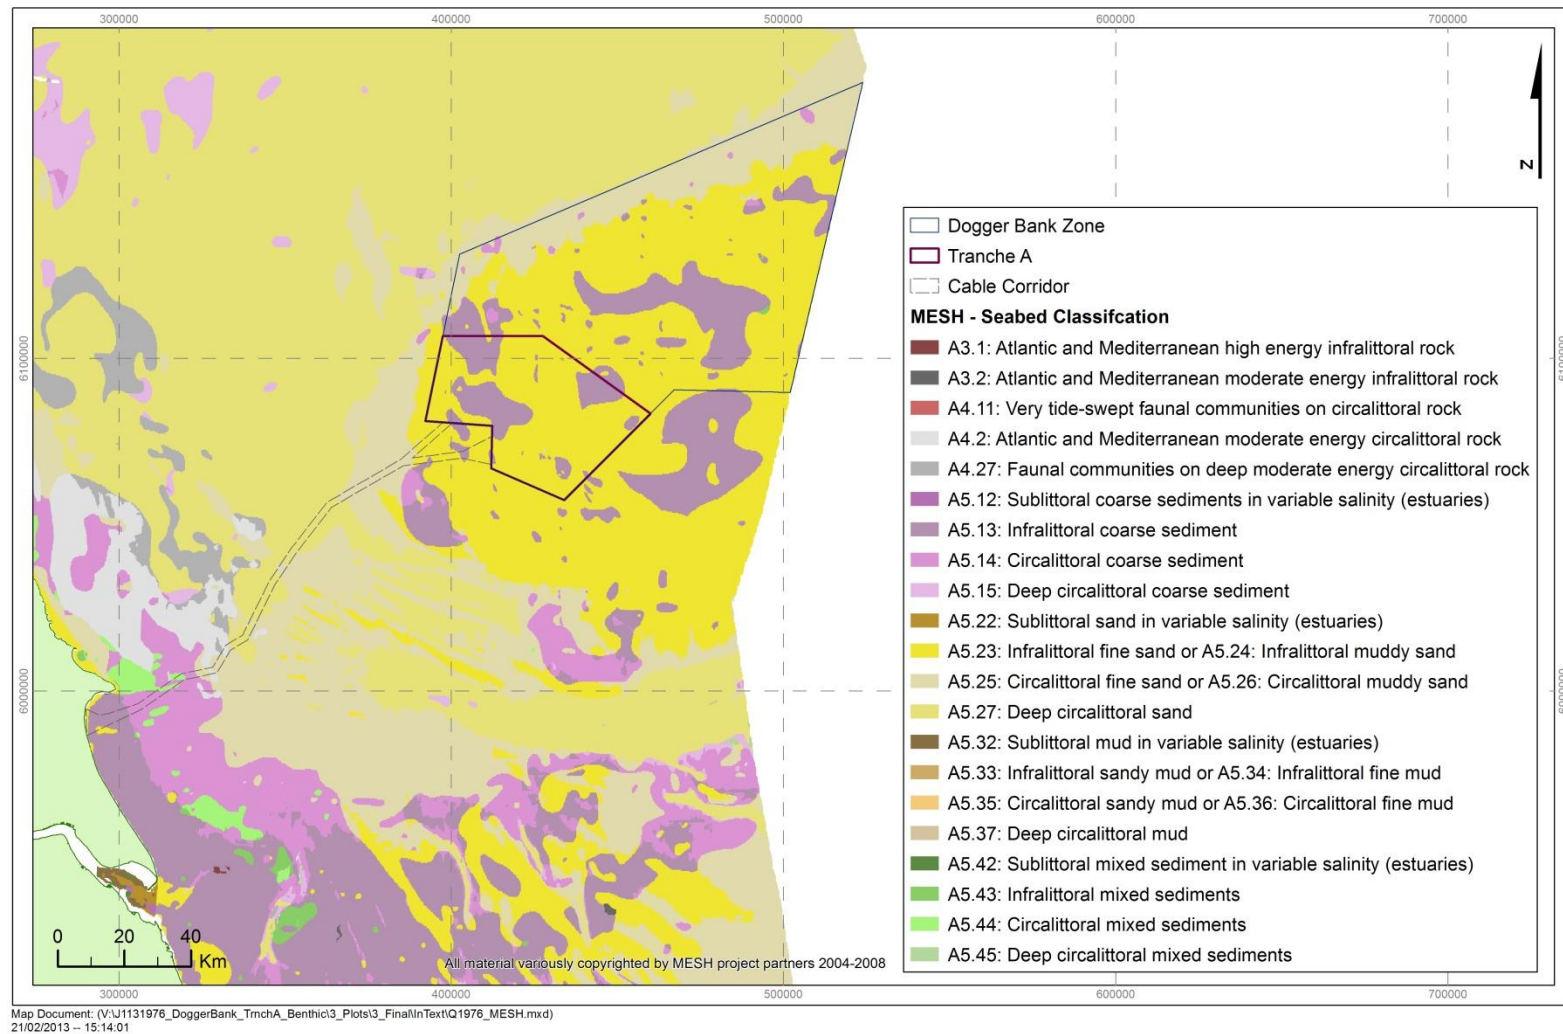 300000 400000 500000 600000 700000
N
Dogger Bank Zone
Tranche A
Cable Corridor
MESH - Seabed Classifcation
A3.1: Atlantic and Mediterranean high energy infralittoral rock
6100000 6100000
A3.2: Atlantic and Mediterranean moderate energy infralittoral rock
A4.11: Very tide-swept faunal communities on circalittoral rock
A4.2: Atlantic and Mediterranean moderate energy circalittoral rock
A4.27: Faunal communities on deep moderate energy circalittoral rock
A5.12: Sublittoral coarse sediments in variable salinity (estuaries)
A5.13: Infralittoral coarse sediment
A5.14: Circalittoral coarse sediment
A5.15: Deep circalittoral coarse sediment
A5.22: Sublittoral sand in variable salinity (estuaries)
A5.23: Infralittoral fine sand or A5.24: Infralittoral muddy sand
A5.25: Circalittoral fine sand or A5.26: Circalittoral muddy sand
6000000 6000000
A5.27: Deep circalittoral sand
A5.32: Sublittoral mud in variable salinity (estuaries)
A5.33: Infralittoral sandy mud or A5.34: Infralittoral fine mud
A5.35: Circalittoral sandy mud or A5.36: Circalittoral fine mud
A5.37: Deep circalittoral mud
A5.42: Sublittoral mixed sediment in variable salinity (estuaries)
A5.43: Infralittoral mixed sediments
A5.44: Circalittoral mixed sediments
A5.45: Deep circalittoral mixed sediments
0 20 40
Km
All material variously copyrighted by MESH project partners 2004-2008
300000 400000 500000 600000 700000
Map Document: (V:\J1131976_DoggerBank_TrnchA_Benthic\3_Plots\3_Final\InText\Q1976_MESH.mxd)
21/02/2013 -- 15:14:01